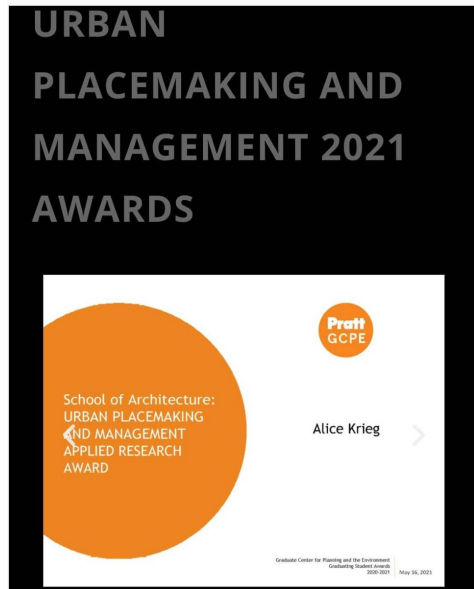 URBAN
PLACEMAKING AND
MANAGEMENT 2021
AWARDS
Pratt
GCPE
School of Architecture:
URBAN PLACEMAKING
AND MANAGEMENT
APPLIED RESEARCH
AWARD
Alice Krieg
Graduate Center for Planning and the Environment
Graduating Student Awards
2020-2021
May 16, 2021